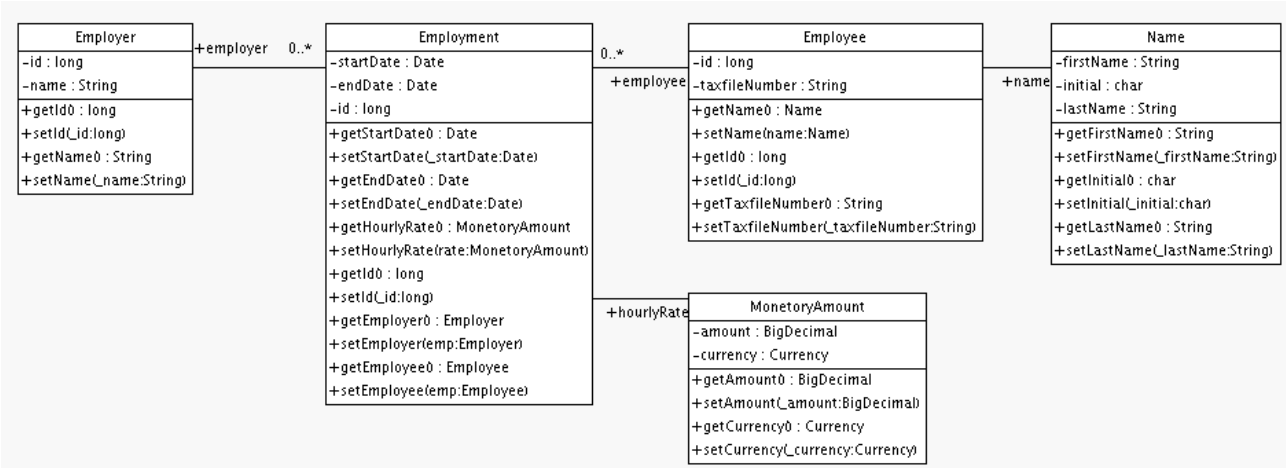 Employer
-id : long
-name : String
+getId() : long
+setId(_id:long)
+getName() : String
+setName(_name:String)
+employer
0..*
Employment
-startDate : Date
-endDate : Date
-id : long
+getStartDate() : Date
+setStartDate(_startDate:Date)
+getEndDate() : Date
+setEndDate(_endDate:Date)
+getHourlyRate() : MonetoryAmount
+setHourlyRate(rate:MonetoryAmount)
+getId() : long
+setId(_id:long)
+getEmployer() : Employer
+setEmployer(emp:Employer)
+getEmployee() : Employee
+setEmployee(emp:Employee)
0..*
+employee
Employee
-id : long
-taxfileNumber : String
+getName() : Name
+setName(name:Name)
+getId() : long
+setId(_id:long)
+getTaxfileNumber() : String
+setTaxfileNumber(_taxfileNumber:String)
+name
Name
-firstName : String
-initial : char
-lastName : String
+getFirstName() : String
+setFirstName(_firstName:String)
+getInitial() : char
+setInitial(_initial:char)
+getLastName() : String
+setLastName(_lastName:String)
+hourlyRate
MonetoryAmount
-amount : BigDecimal
-currency : Currency
+getAmount() : BigDecimal
+setAmount(_amount:BigDecimal)
+getCurrency() : Currency
+setCurrency(_currency:Currency)